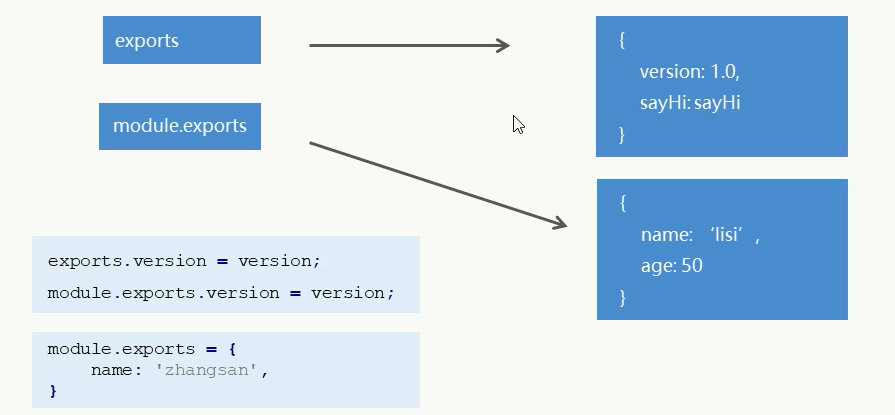 exports
module.exports
{
version: 1.0,
sayHi: sayHi
}
{
name: ‘lisi’,
age: 50
}
exports.version = version;
module.exports.version = version;
module.exports = {
    name: 'zhangsan',
}